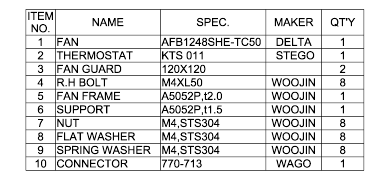 ITEM NO. NAME SPEC. MAKER QT'Y
1 FAN AFB1248SHE-TC50 DELTA 1
2 THERMOSTAT KTS 011 STEGO 1
3 FAN GUARD 120X120 2
4 R.H BOLT M4XL50 WOOJIN 8
5 FAN FRAME A5052P,t2.0 WOOJIN 1
6 SUPPORT A5052P,t1.5 WOOJIN 1
7 NUT M4,STS304 WOOJIN 8
8 FLAT WASHER M4,STS304 WOOJIN 8
9 SPRING WASHER M4,STS304 WOOJIN 8
10 CONNECTOR 770-713 WAGO 1